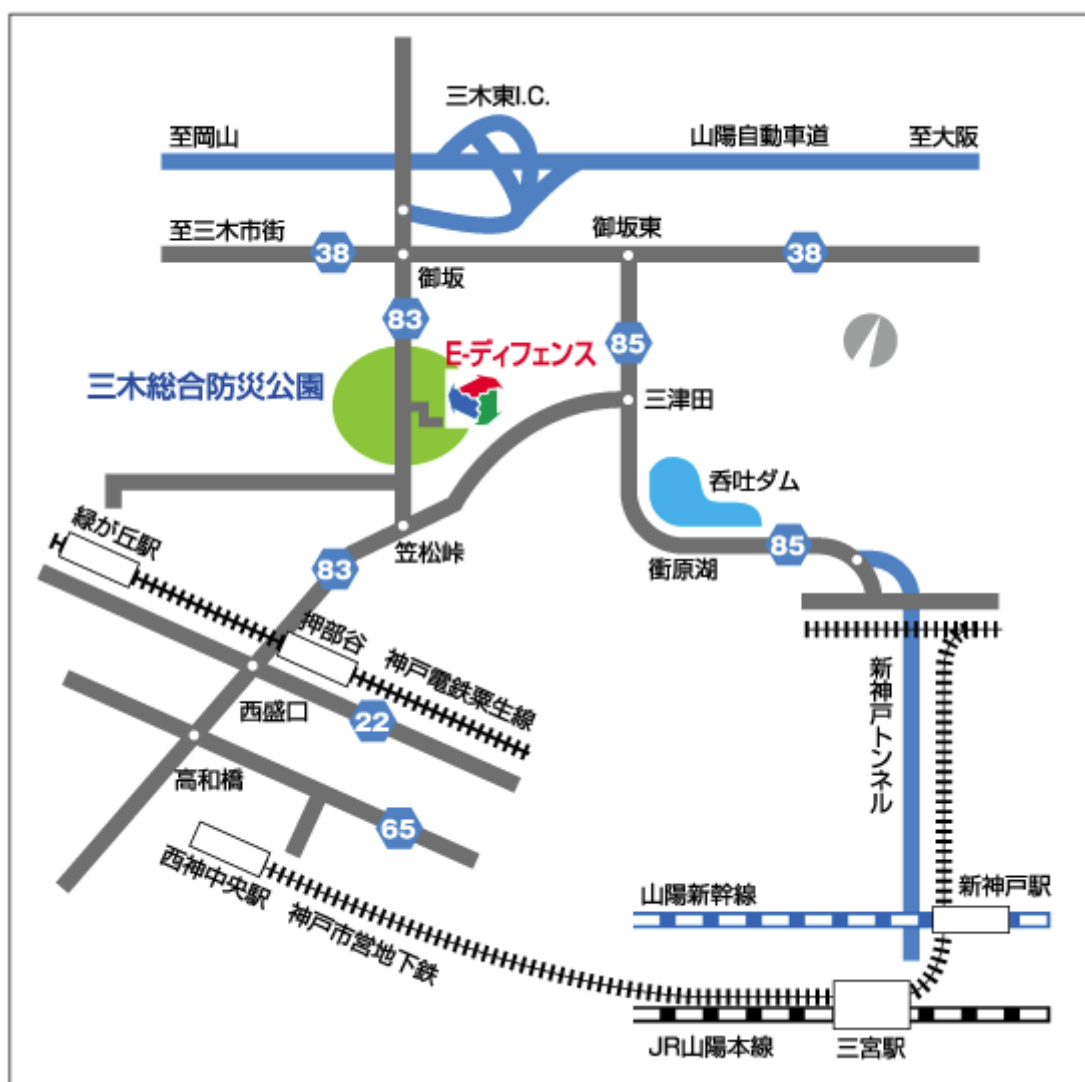 三木東I.C.
至岡山
山陽自動車道
至大阪
至三木市街
御坂東
38
38
御坂
83
85
E-ディフェンス
三木総合防災公園
三津田
呑吐ダム
緑が丘駅
笠松峠
85
衝原湖
83
押部谷
神戸電鉄粟生線
新神戸トンネル
西盛口
22
高和橋
65
西神中央駅
神戸市営地下鉄
山陽新幹線
新神戸駅
JR山陽本線
三宮駅